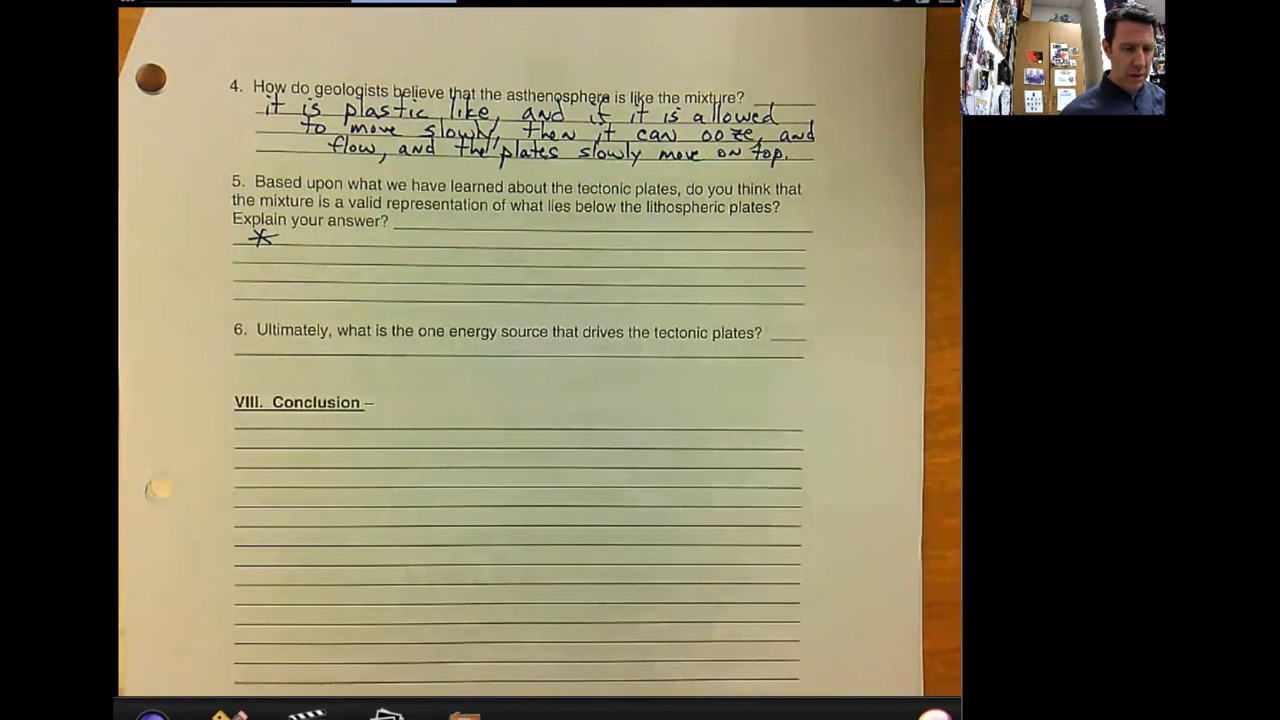 4. How do geologists believe that the asthenosphere is like the mixture?
it is plastic like, and if it is allowed
to move slowly, then it can ooze, and
flow, and the plates slowly move on top.
5. Based upon what we have learned about the tectonic plates, do you think that
the mixture is a valid representation of what lies below the lithospheric plates?
Explain your answer?
*
6. Ultimately, what is the one energy source that drives the tectonic plates?
VIII. Conclusion –